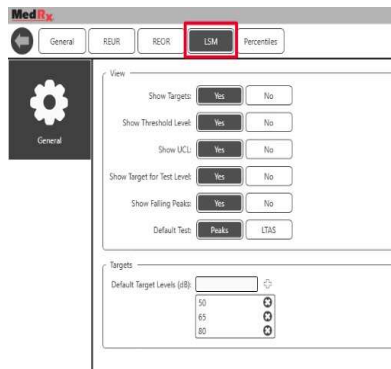 MedRx
General REUR REOR LSM Percentiles
General
View
Show Targets: Yes No
Show Threshold Level: Yes No
Show UCL: Yes No
Show Target for Test Level: Yes No
Show Falling Peaks: Yes No
Default Test: Peaks LTAS
Targets
Default Target Levels (dB):
50
65
80